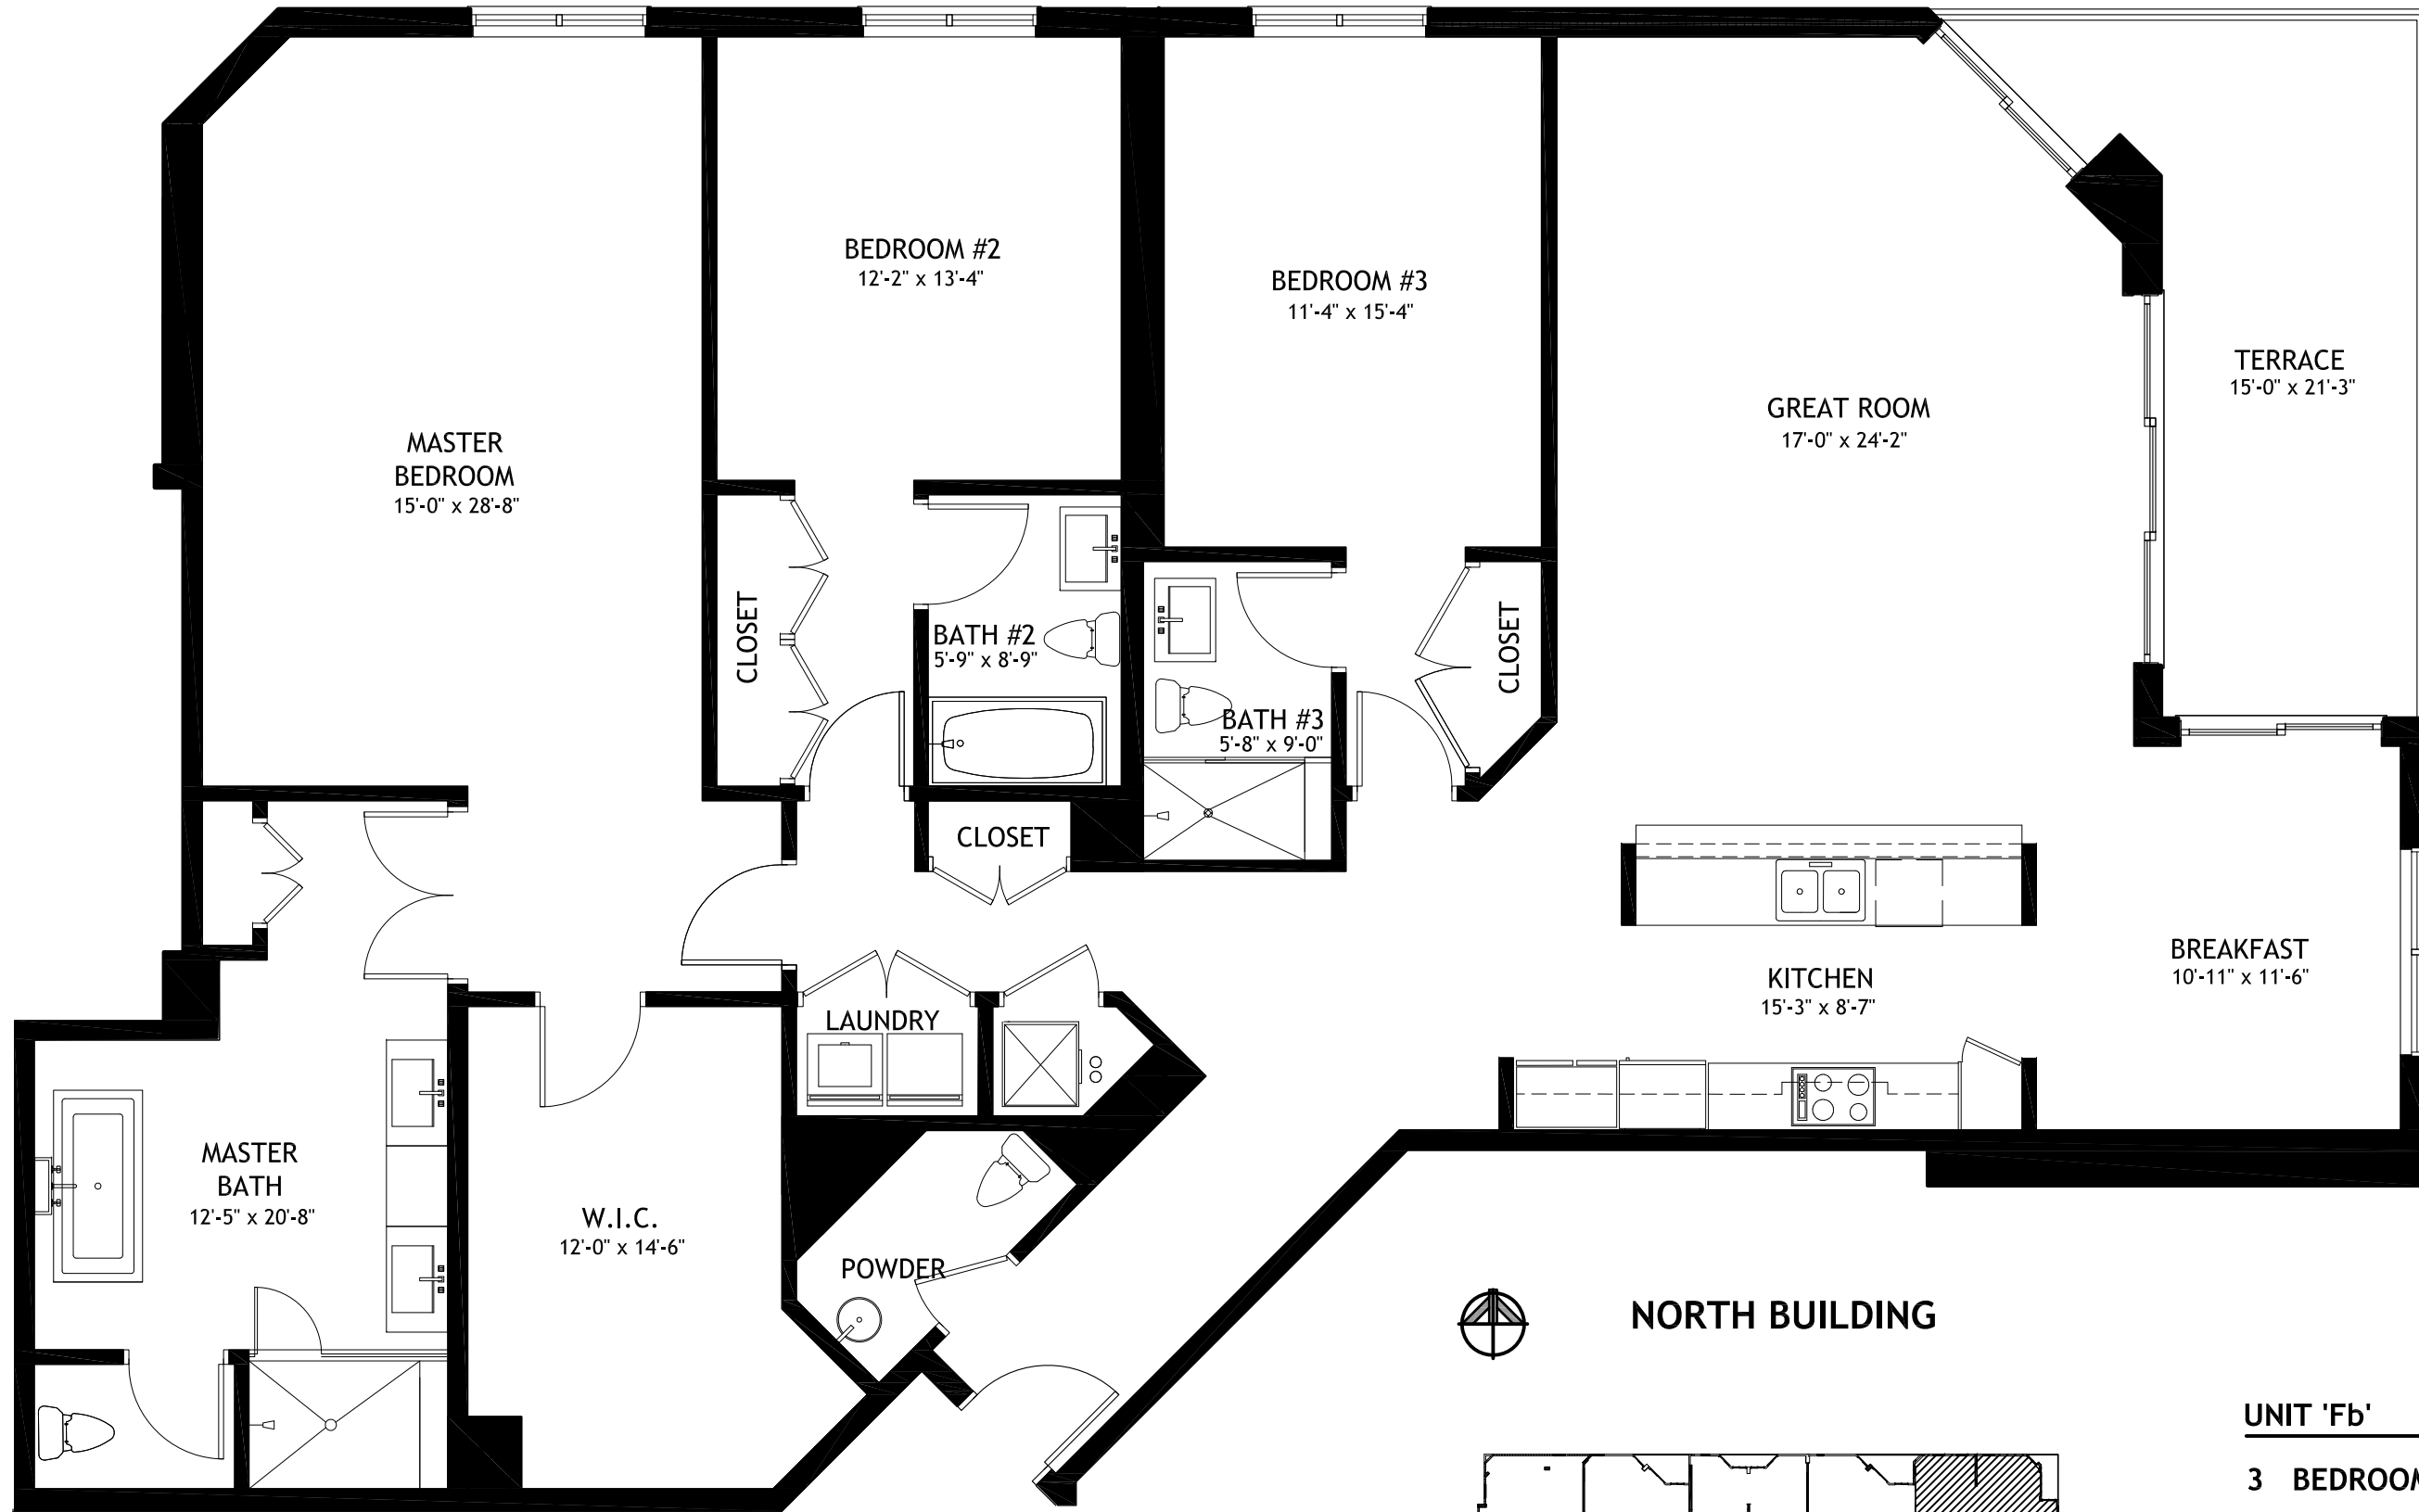 BEDROOM #2
12'-2" x 13'-4"
BEDROOM #3
11'-4" x 15'-4"
TERRACE
15'-0" x 21'-3"
GREAT ROOM
17'-0" x 24'-2"
MASTER
BEDROOM
15'-0" x 28'-8"
CLOSET
BATH #2
5'-9" x 8'-9"
BATH #3
5'-8" x 9'-0"
CLOSET
CLOSET
BREAKFAST
10'-11" x 11'-6"
KITCHEN
15'-3" x 8'-7"
LAUNDRY
MASTER
BATH
12'-5" x 20'-8"
W.I.C.
12'-0" x 14'-6"
POWDER
NORTH BUILDING
UNIT 'Fb'
3 BEDROOM